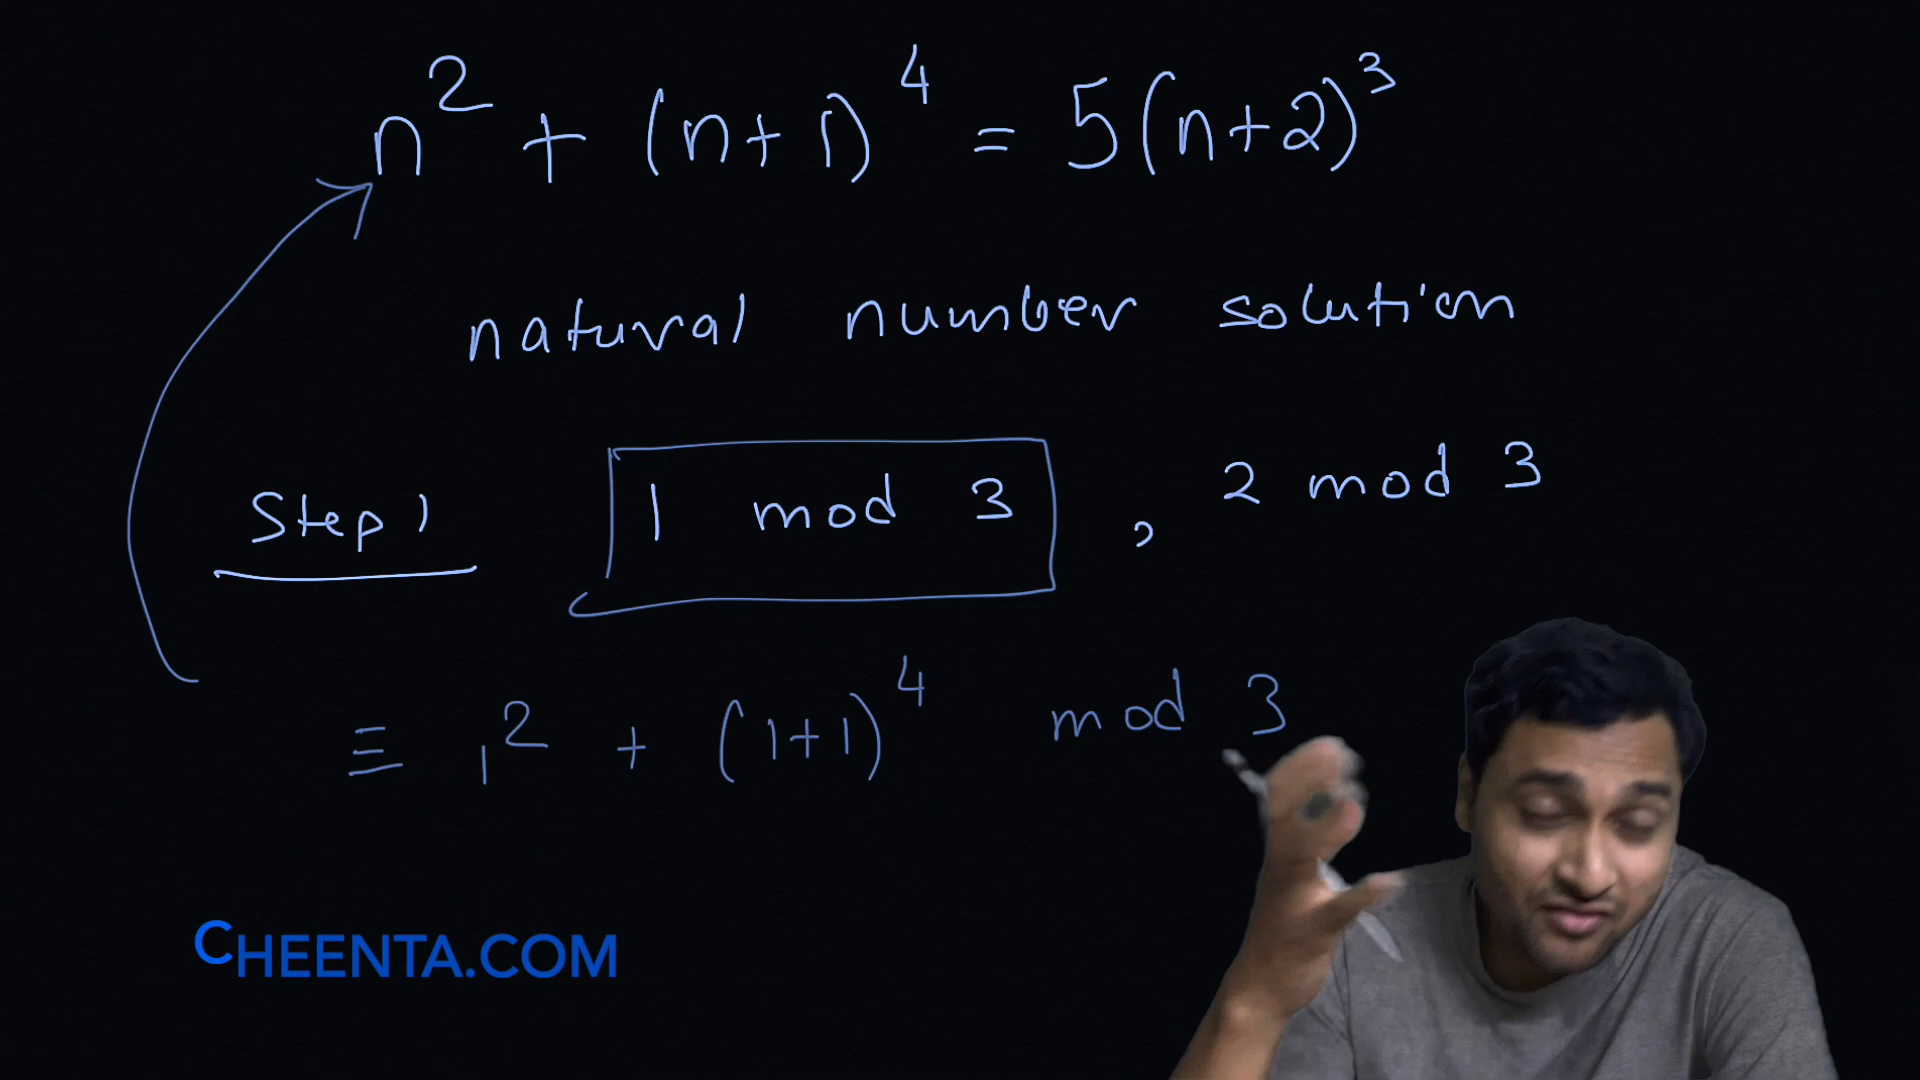 n² + (n+1)⁴ = 5(n+2)³
natural number solution
Step 1 1 mod 3 , 2 mod 3
≡ 1² + (1+1)⁴ mod 3
CHEENTA.COM